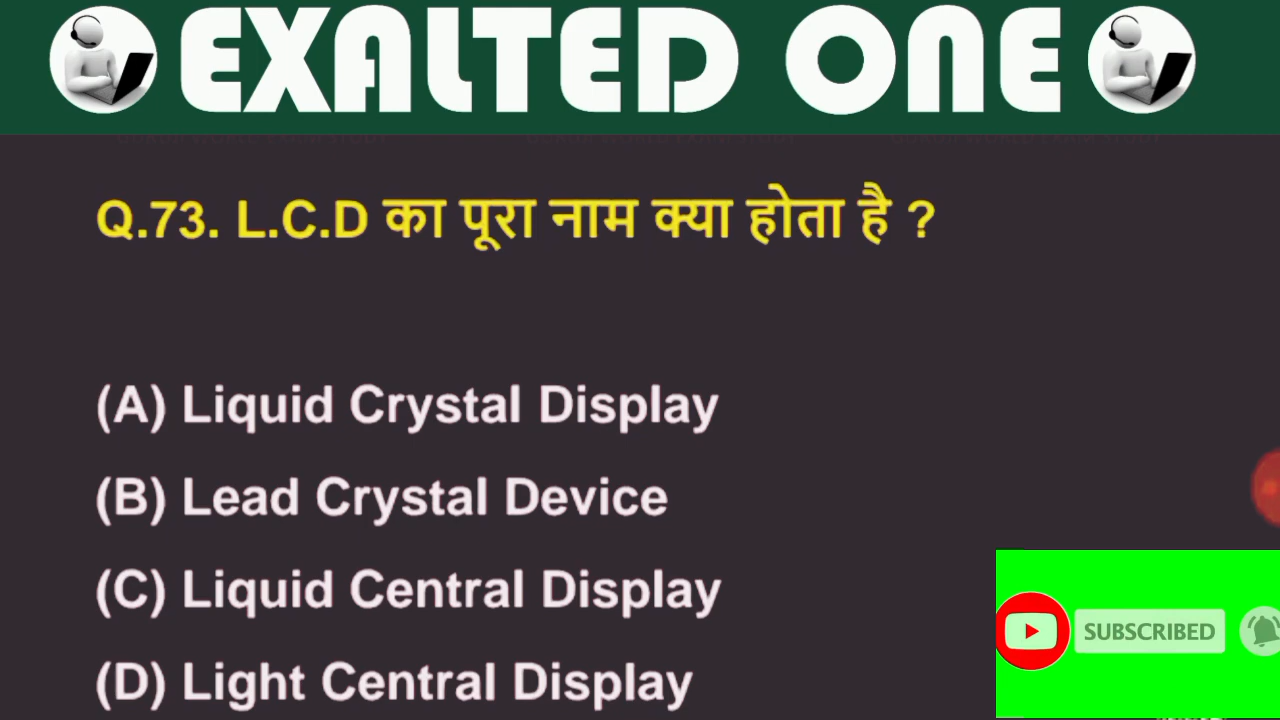 EXALTED ONE
Q.73. L.C.D का पूरा नाम क्या होता है ?
(A) Liquid Crystal Display
(B) Lead Crystal Device
(C) Liquid Central Display
SUBSCRIBED
(D) Light Central Display